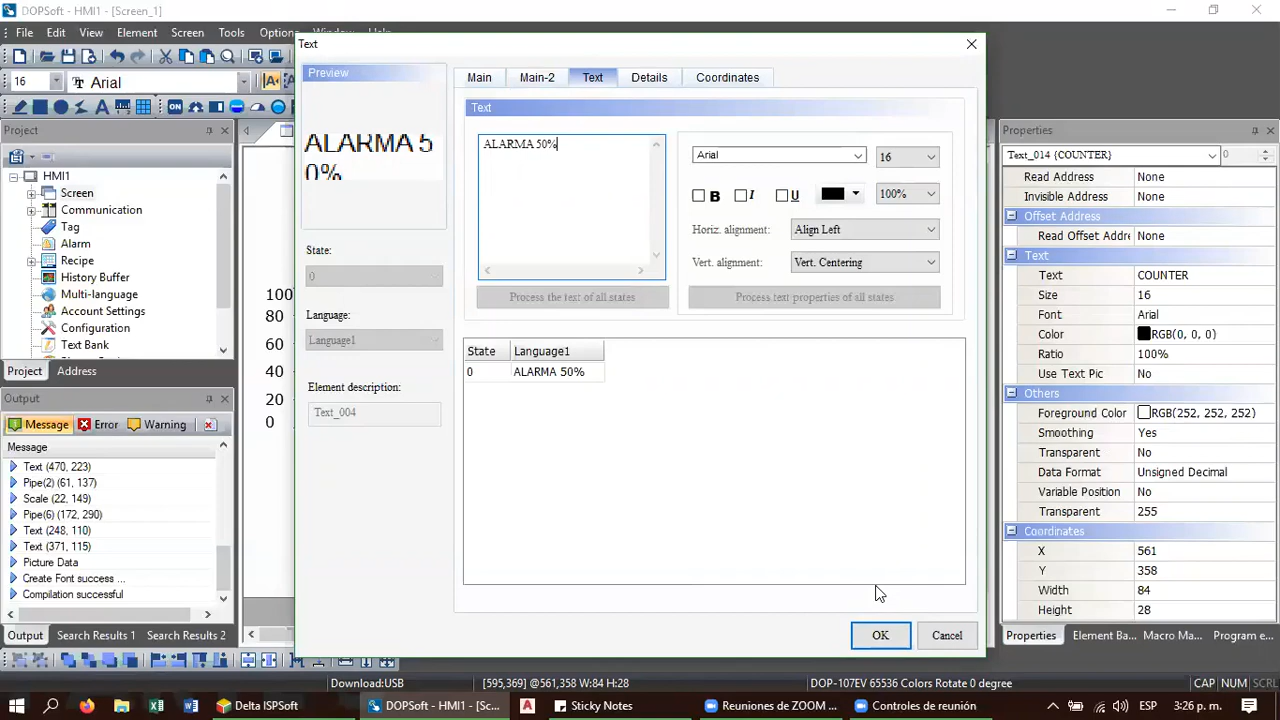 DOPSoft - HMI1 - [Screen_1]
File Edit View Element Screen Tools Options Window Help
16 Arial
Project
HMI1
Screen
Communication
Tag
Alarm
Recipe
History Buffer
Multi-language
Account Settings
Configuration
Text Bank
Project Address
Output
Message Error Warning
Message
Text (470, 223)
Pipe(2) (61, 137)
Scale (22, 149)
Pipe(6) (172, 290)
Text (248, 110)
Text (371, 115)
Picture Data
Create Font success ...
Compilation successful
Output Search Results 1 Search Results 2
100
80
60
40
20
0
Text
Preview
ALARMA 5
0%
State:
0
Language:
Language1
Element description:
Text_004
Main Main-2 Text Details Coordinates
Text
ALARMA 50%
Arial 16
B I U 100%
Horiz. alignment: Align Left
Vert. alignment: Vert. Centering
Process the text of all states Process text properties of all states
State Language1
0 ALARMA 50%
OK Cancel
Properties
Text_014 {COUNTER} 0
Read Address None
Invisible Address None
Offset Address
Read Offset Addr None
Text
Text COUNTER
Size 16
Font Arial
Color RGB(0, 0, 0)
Ratio 100%
Use Text Pic No
Others
Foreground Color RGB(252, 252, 252)
Smoothing Yes
Transparent No
Data Format Unsigned Decimal
Variable Position No
Transparent 255
Coordinates
X 561
Y 358
Width 84
Height 28
Properties Element Ba... Macro Ma... Program e...
Download:USB [595,369] @561,358 W:84 H:28 DOP-107EV 65536 Colors Rotate 0 degree CAP NUM SCRL
Delta ISPSoft DOPSoft - HMI1 - [Sc... Sticky Notes Reuniones de ZOOM ... Controles de reunión ESP 3:26 p. m.